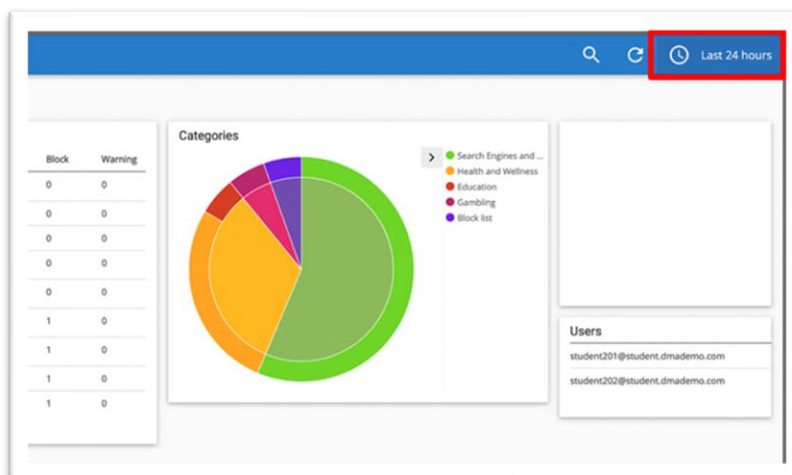 Last 24 hours
Block Warning
0 0
0 0
0 0
0 0
0 0
1 0
1 0
1 0
1 0
Categories
Search Engines and ...
Health and Wellness
Education
Gambling
Block list
Users
student201@student.dmademo.com
student202@student.dmademo.com